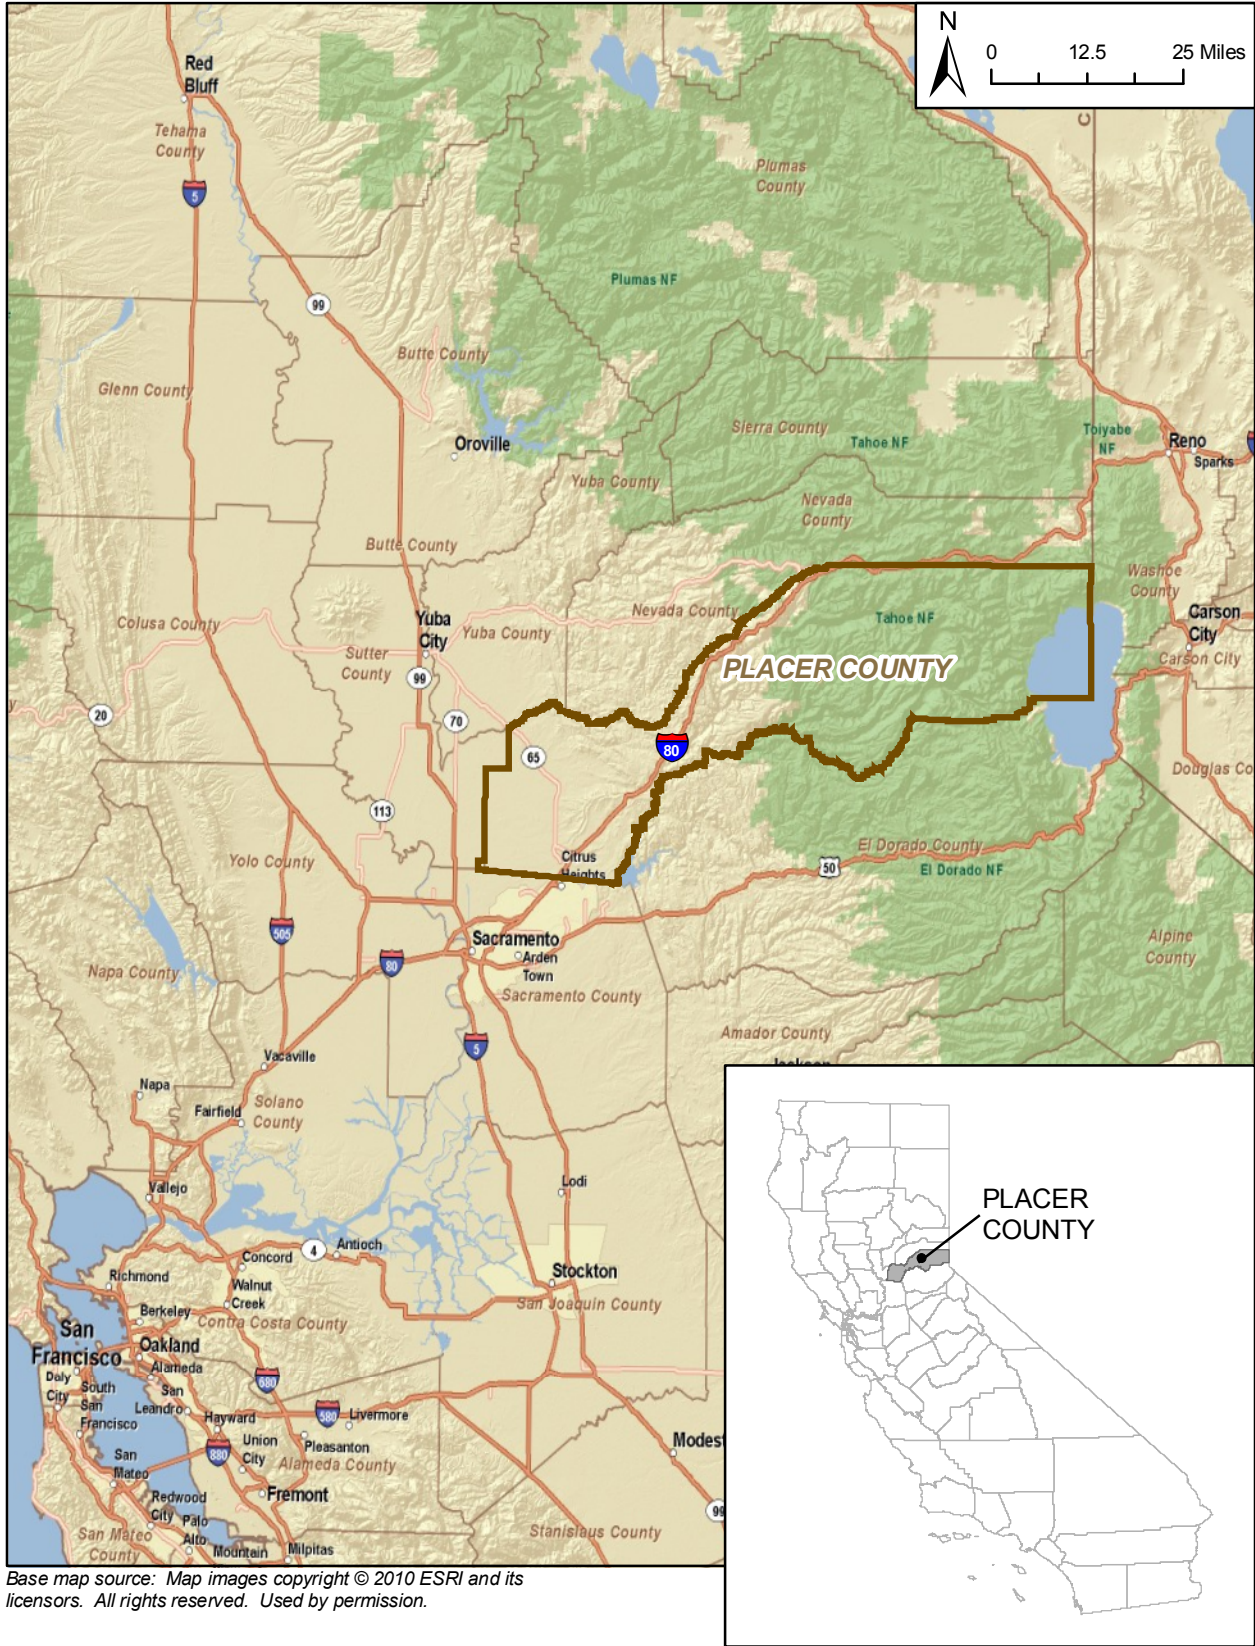 N
0 12.5 25 Miles
Red
Bluff
Tehama
County
5
Plumas
County
Plumas NF
99
Butte County
Glenn County
Oroville
Sierra County
Tahoe NF
Toiyabe
NF
Reno
Sparks
Yuba County
Nevada
County
Butte County
Washoe
County
Colusa County
Yuba
City
Yuba County
Nevada County
Tahoe NF
Carson
City
Carson City
Sutter
County
PLACER COUNTY
99
20
70
80
65
Douglas Co
113
Yolo County
Citrus
Heights
El Dorado County
50
El Dorado NF
505
Sacramento
Arden
Town
80
Napa County
Sacramento County
Alpine
County
5
Amador County
Jackson
Vacaville
Napa
Fairfield
Solano
County
Vallejo
Lodi
PLACER
COUNTY
4
Antioch
Concord
Richmond
Walnut
Creek
Stockton
San Joaquin County
Berkeley
Contra Costa County
San
Francisco
Oakland
Alameda
Daly
City
South
San
Francisco
San
Leandro
680
580
Livermore
Hayward
880
Union
City
Pleasanton
Alameda County
Modest
San
Mateo
Fremont
Redwood
City
Palo
Alto
99
San Mateo
County
Mountain
Milpitas
Stanislaus County
Base map source: Map images copyright © 2010 ESRI and its
licensors. All rights reserved. Used by permission.